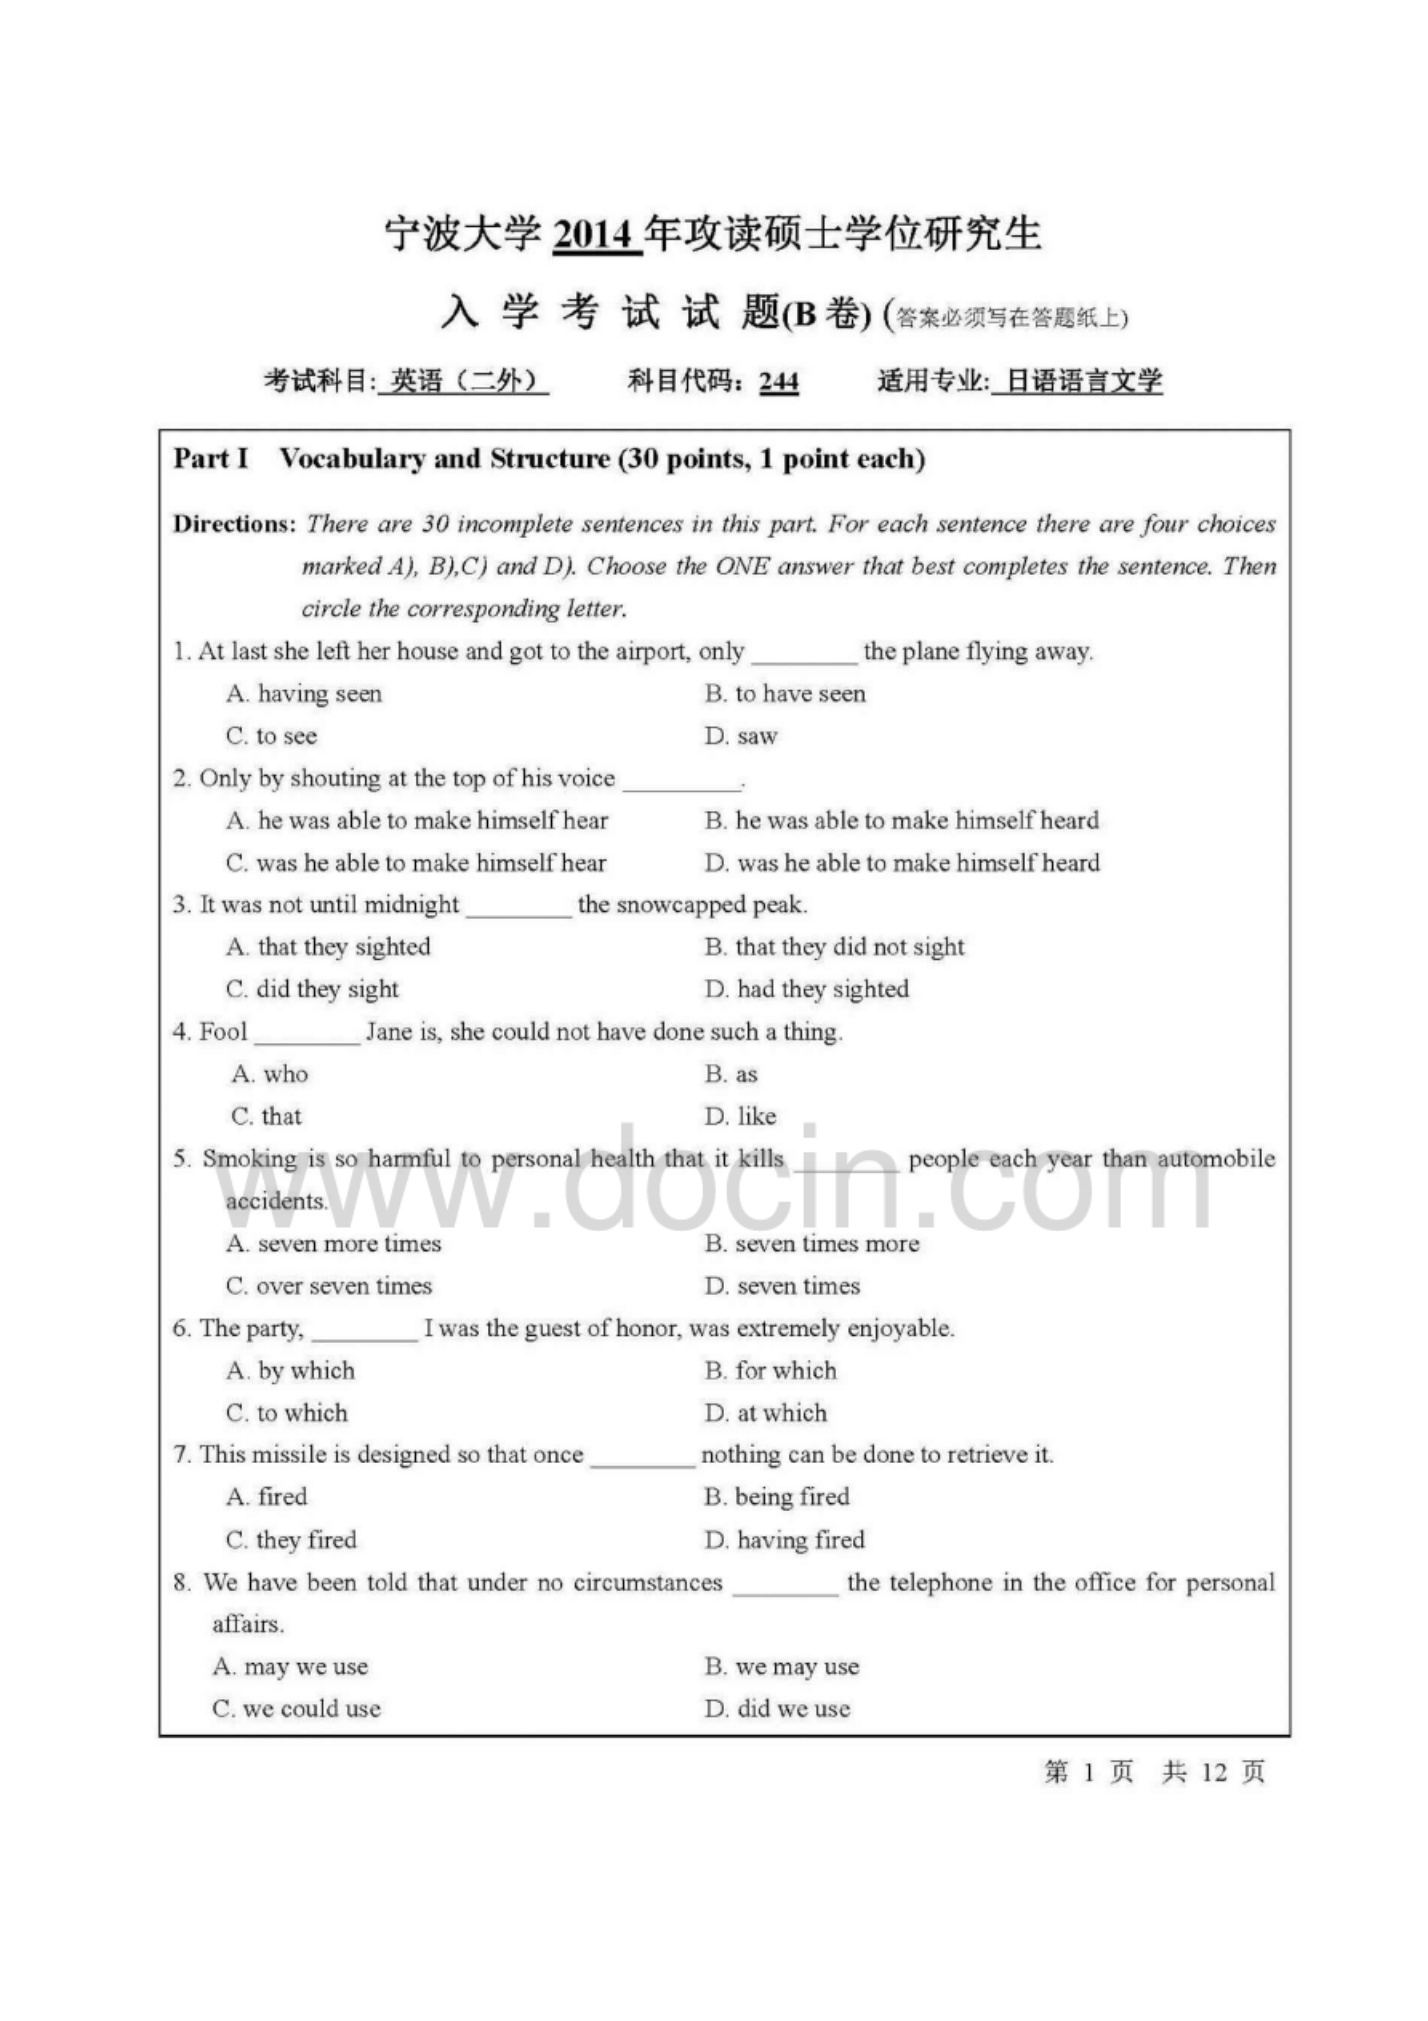 宁波大学 2014 年攻读硕士学位研究生
入 学 考 试 试 题(B 卷) (答案必须写在答题纸上)
考试科目: 英语（二外） 科目代码：244 适用专业: 日语语言文学
Part I Vocabulary and Structure (30 points, 1 point each)
Directions: There are 30 incomplete sentences in this part. For each sentence there are four choices
marked A), B),C) and D). Choose the ONE answer that best completes the sentence. Then
circle the corresponding letter.
1. At last she left her house and got to the airport, only ________ the plane flying away.
A. having seen B. to have seen
C. to see D. saw
2. Only by shouting at the top of his voice _________.
A. he was able to make himself hear B. he was able to make himself heard
C. was he able to make himself hear D. was he able to make himself heard
3. It was not until midnight ________ the snowcapped peak.
A. that they sighted B. that they did not sight
C. did they sight D. had they sighted
4. Fool ________ Jane is, she could not have done such a thing.
A. who B. as
C. that D. like
5. Smoking is so harmful to personal health that it kills ________ people each year than automobile
accidents.
www.docin.com
A. seven more times B. seven times more
C. over seven times D. seven times
6. The party, ________ I was the guest of honor, was extremely enjoyable.
A. by which B. for which
C. to which D. at which
7. This missile is designed so that once ________ nothing can be done to retrieve it.
A. fired B. being fired
C. they fired D. having fired
8. We have been told that under no circumstances ________ the telephone in the office for personal
affairs.
A. may we use B. we may use
C. we could use D. did we use
第 1 页 共 12 页